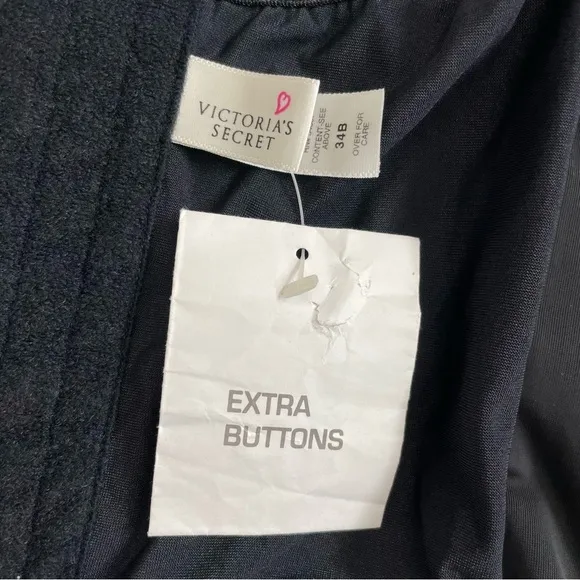 VICTORIA'S
SECRET
CONTENT-SEE
ABOVE
34B
OVER FOR
CARE
EXTRA
BUTTONS